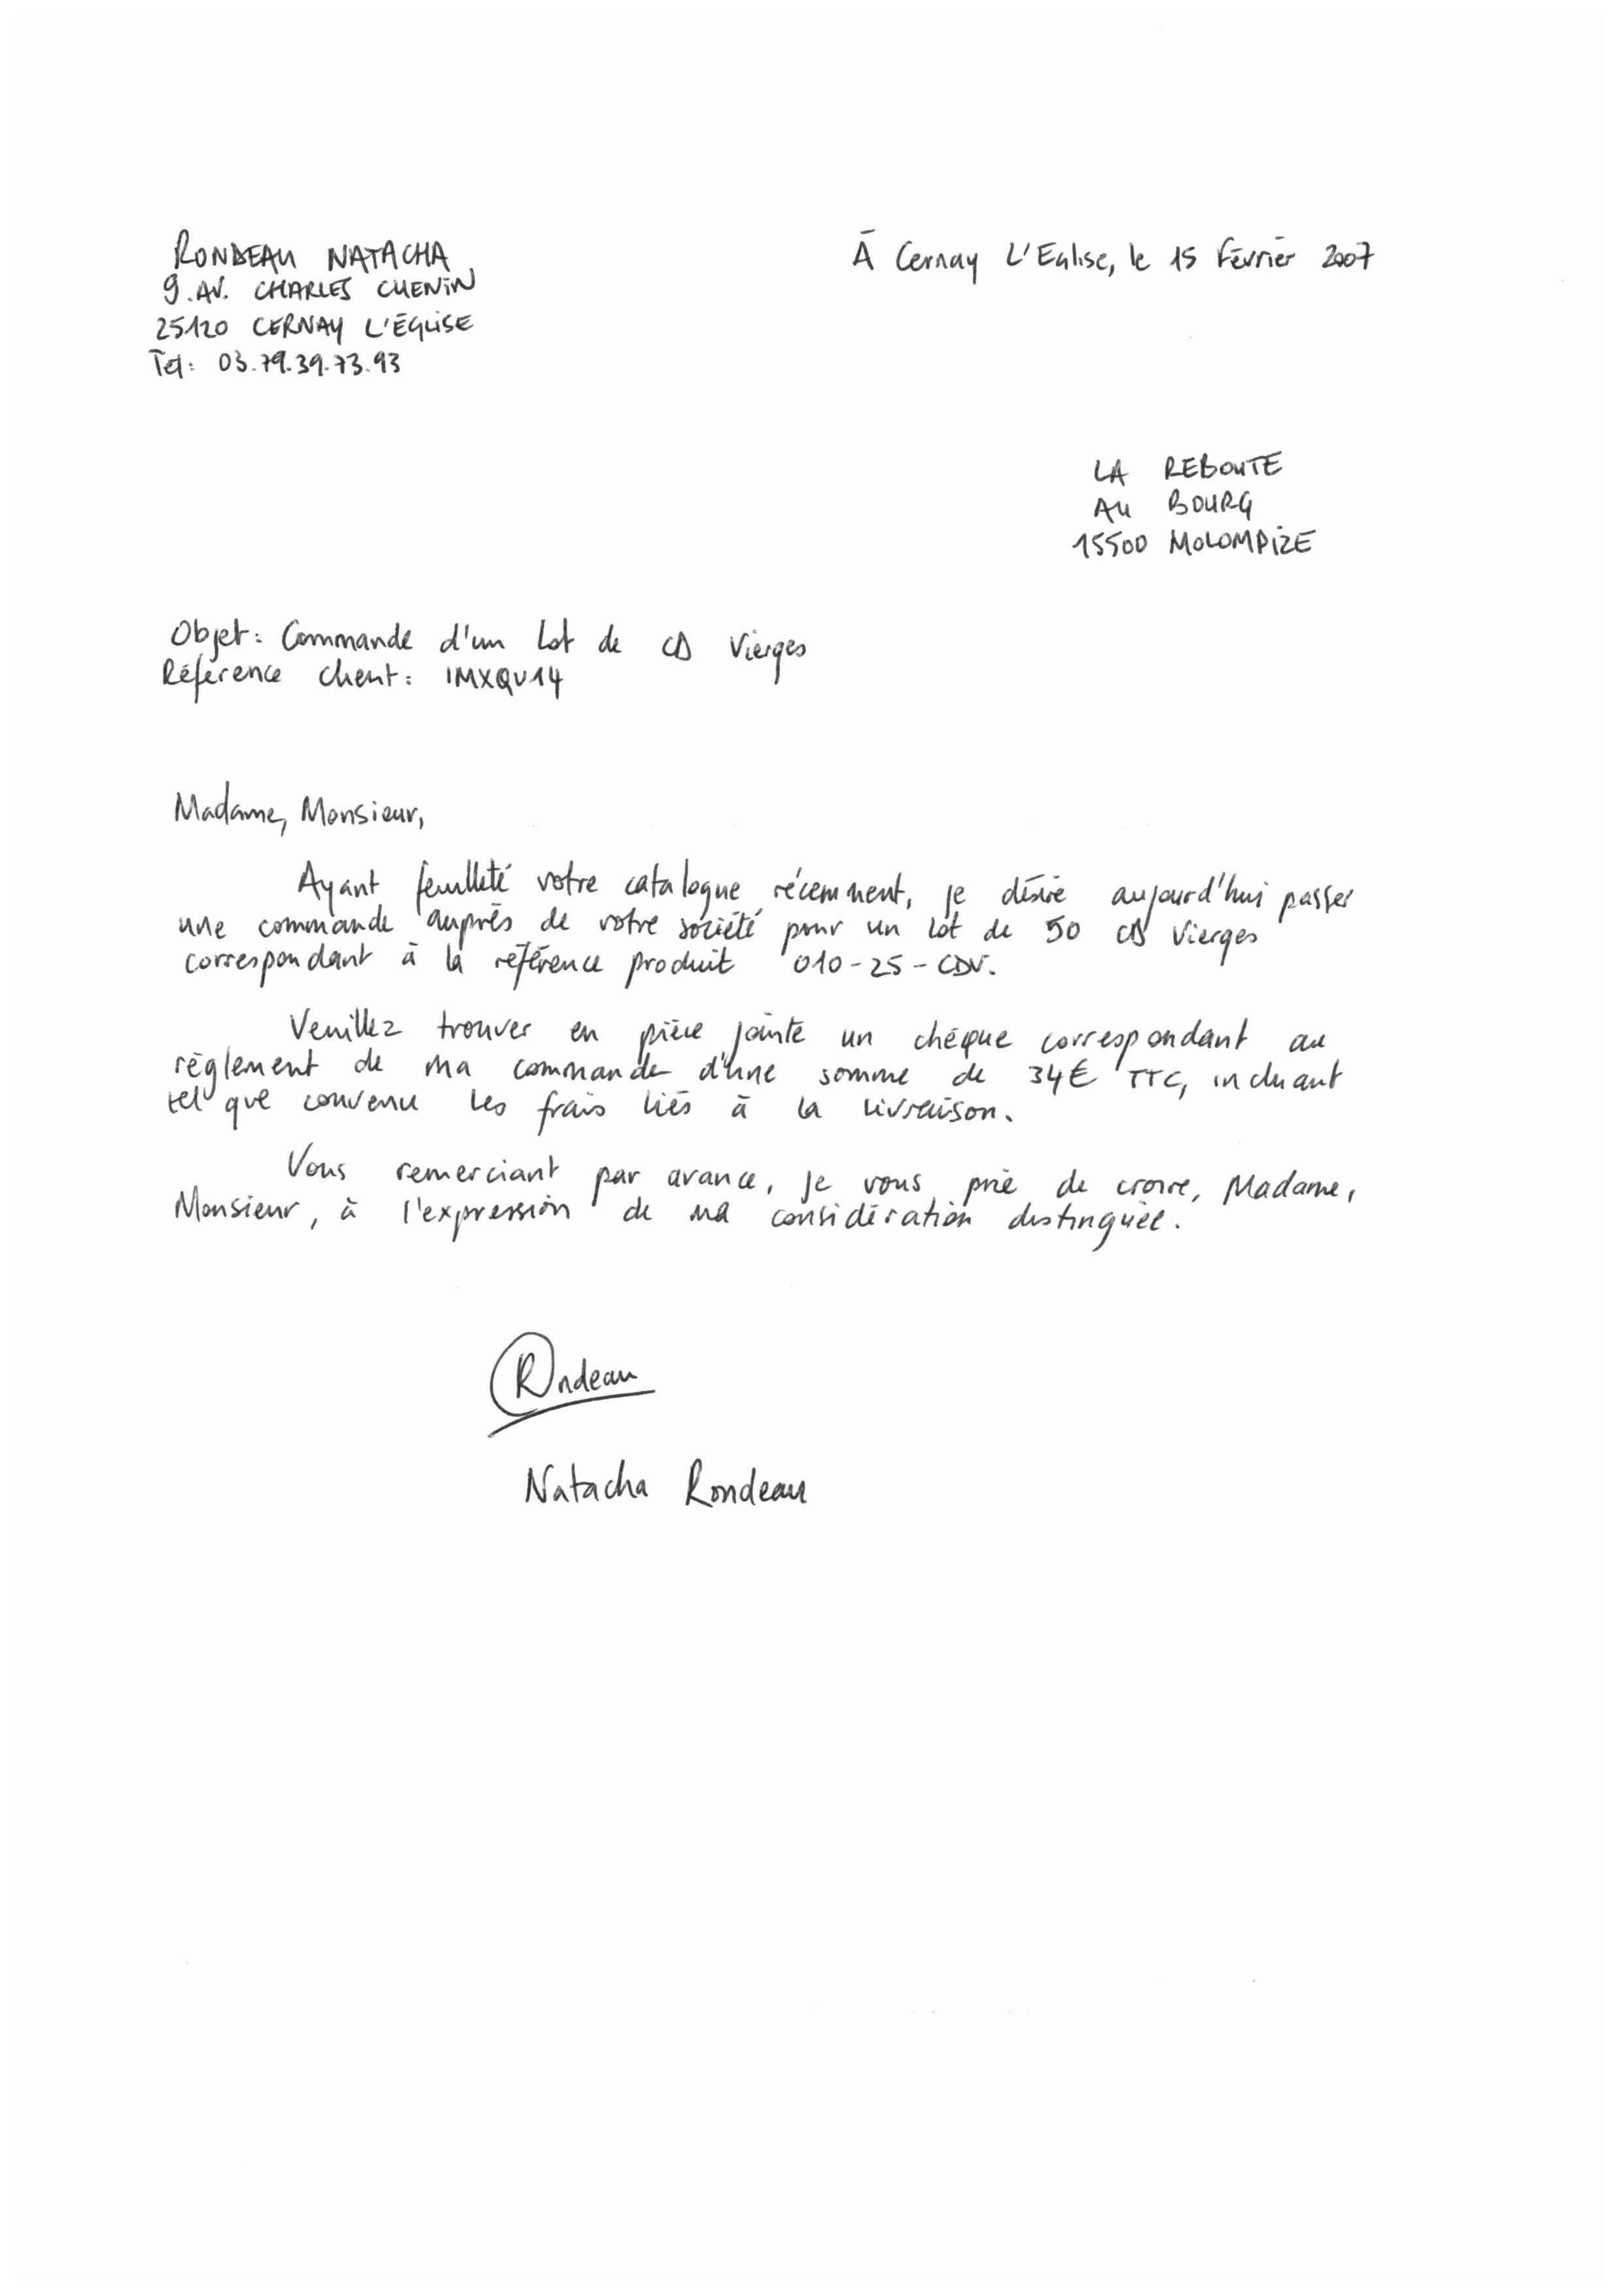 RONDEAU NATACHA
9. AV. CHARLES CUENIN
25120 CERNAY L'ÉGLISE
Tel: 03.79.39.73.93
À Cernay L'Eglise, le 15 Février 2007
LA REBOUTE
AU BOURG
15500 MOLOMPIZE
Objet: Commande d'un lot de CD Vierges
Référence client: IMXQV14
Madame, Monsieur,
Ayant feuilleté votre catalogue récemment, je désire aujourd'hui passer
une commande auprès de votre société pour un lot de 50 CD Vierges
correspondant à la référence produit 010-25-CDV.
Veuillez trouver en pièce jointe un chèque correspondant au
règlement de ma commande d'une somme de 34€ TTC, incluant
tel que convenu les frais liés à la livraison.
Vous remerciant par avance, je vous prie de croire, Madame,
Monsieur, à l'expression de ma considération distinguée.
Rondeau
Natacha Rondeau